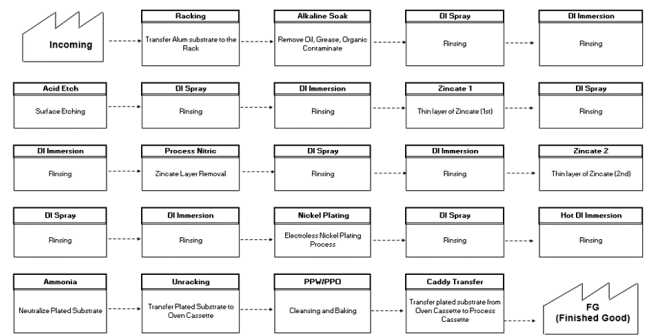 Incoming
Racking
Transfer Alum substrate to the
Rack
Alkaline Soak
Remove Oil, Grease, Organic
Contaminate
DI Spray
Rinsing
DI Immersion
Rinsing
Acid Etch
Surface Etching
DI Spray
Rinsing
DI Immersion
Rinsing
Zincate 1
Thin layer of Zincate (1st)
DI Spray
Rinsing
DI Immersion
Rinsing
Process Nitric
Zincate Layer Removal
DI Spray
Rinsing
DI Immersion
Rinsing
Zincate 2
Thin layer of Zincate (2nd)
DI Spray
Rinsing
DI Immersion
Rinsing
Nickel Plating
Electroless Nickel Plating
Process
DI Spray
Rinsing
Hot DI Immersion
Rinsing
Ammonia
Neutralize Plated Substrate
Unracking
Transfer Plated Substrate to
Oven Cassette
PPW/PPO
Cleansing and Baking
Caddy Transfer
Transfer plated substrate from
Oven Cassette to Process
Cassette
FG
(Finished Good)